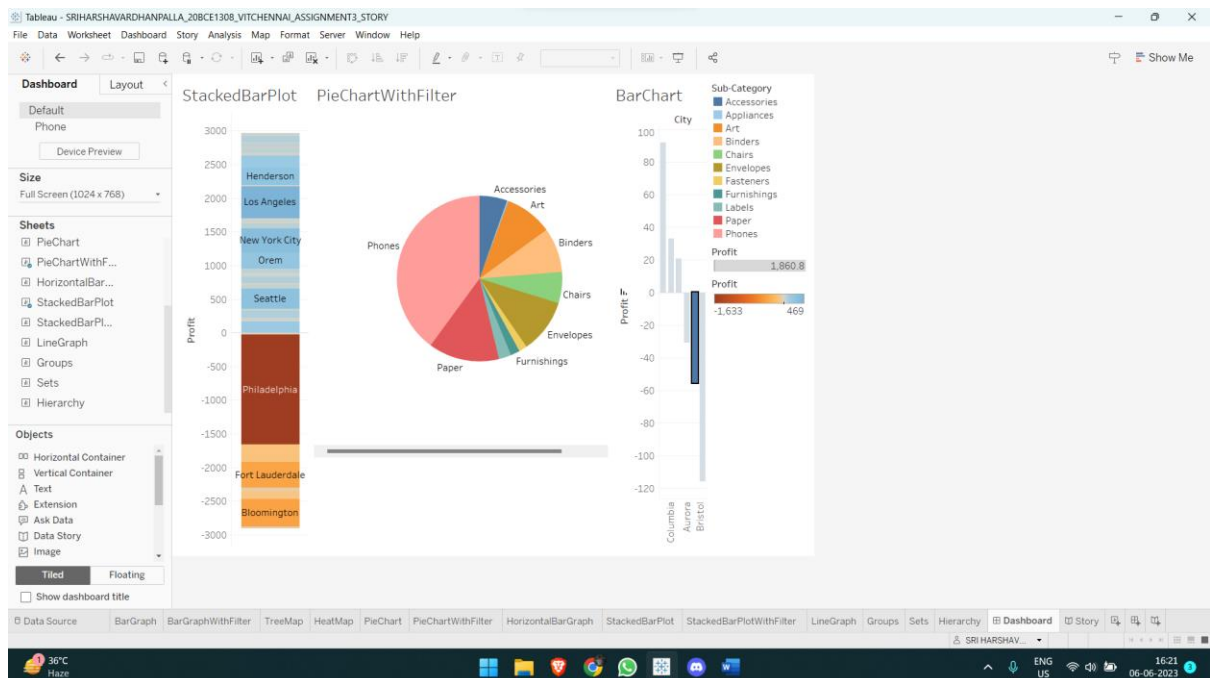 Tableau - SRIHARSHAVARDHANPALLA_20BCE1308_VITCHENNAI_ASSIGNMENT3_STORY
File Data Worksheet Dashboard Story Analysis Map Format Server Window Help
Show Me
Dashboard Layout
Default
Phone
Device Preview
Size
Full Screen (1024 x 768)
Sheets
PieChart
PieChartWithF...
HorizontalBar...
StackedBarPlot
StackedBarPl...
LineGraph
Groups
Sets
Hierarchy
Objects
Horizontal Container
Vertical Container
Text
Extension
Ask Data
Data Story
Image
Tiled Floating
Show dashboard title
StackedBarPlot
Profit
3000
2500
2000
1500
1000
500
0
-500
-1000
-1500
-2000
-2500
-3000
Henderson
Los Angeles
New York City
Orem
Seattle
Philadelphia
Fort Lauderdale
Bloomington
PieChartWithFilter
Accessories
Art
Binders
Chairs
Envelopes
Furnishings
Paper
Phones
BarChart
City
Profit
100
80
60
40
20
0
-20
-40
-60
-80
-100
-120
Columbia
Aurora
Bristol
Sub-Category
Accessories
Appliances
Art
Binders
Chairs
Envelopes
Fasteners
Furnishings
Labels
Paper
Phones
Profit
1,860.8
Profit
-1,633 469
Data Source BarGraph BarGraphWithFilter TreeMap HeatMap PieChart PieChartWithFilter HorizontalBarGraph StackedBarPlot StackedBarPlotWithFilter LineGraph Groups Sets Hierarchy Dashboard Story
SRI HARSHAV...
1
36°C
Haze
ENG
US
16:21
06-06-2023
3